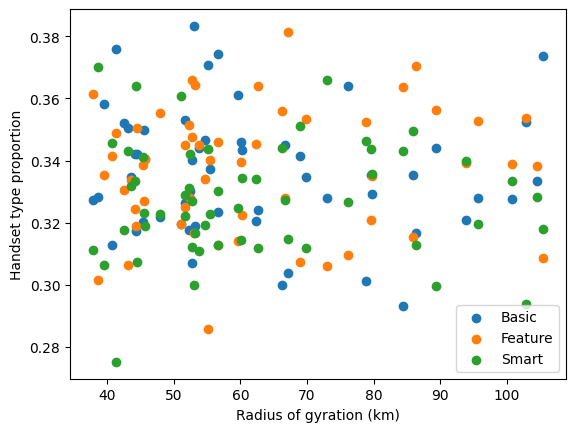 0.38
0.36
0.34
0.32
0.30
0.28
Handset type proportion
Basic
Feature
Smart
40 50 60 70 80 90 100
Radius of gyration (km)